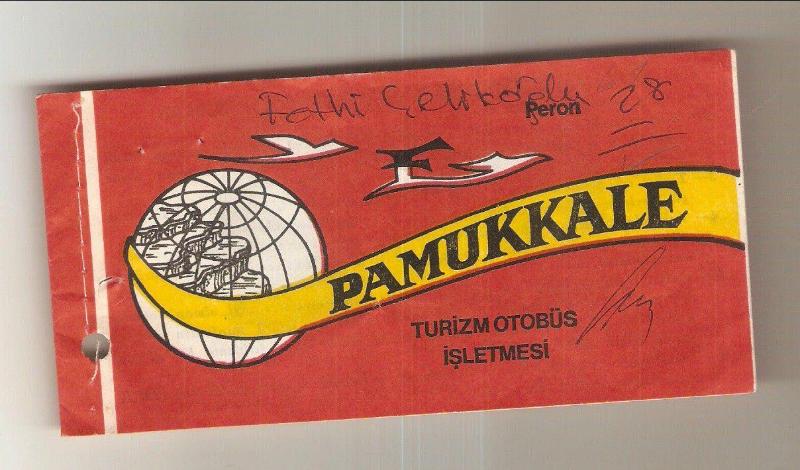 Fethi Çelikoğlu
Peron 28
F
PAMUKKALE
TURİZM OTOBÜS
İŞLETMESİ